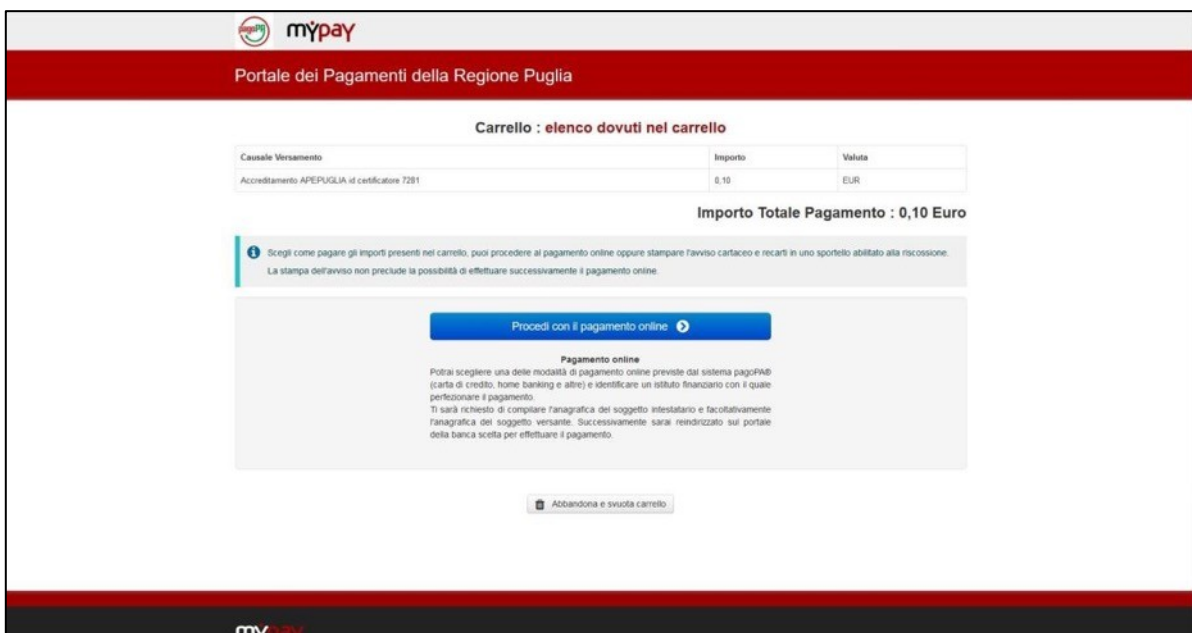 pagoPA mypay
Portale dei Pagamenti della Regione Puglia
Carrello : elenco dovuti nel carrello
Causale Versamento Importo Valuta
Accreditamento APEPUGLIA id certificatore 7281 0,10 EUR
Importo Totale Pagamento : 0,10 Euro
Scegli come pagare gli importi presenti nel carrello, puoi procedere al pagamento online oppure stampare l'avviso cartaceo e recarti in uno sportello abilitato alla riscossione.
La stampa dell'avviso non preclude la possibilità di effettuare successivamente il pagamento online.
Procedi con il pagamento online
Pagamento online
Potrai scegliere una delle modalità di pagamento online previste dal sistema pagoPA®
(carta di credito, home banking e altre) e identificare un istituto finanziario con il quale
perfezionare il pagamento.
Ti sarà richiesto di compilare l'anagrafica del soggetto intestatario e facoltativamente
l'anagrafica del soggetto versante. Successivamente sarai reindirizzato sul portale
della banca scelta per effettuare il pagamento.
Abbandona e svuota carrello
mypay